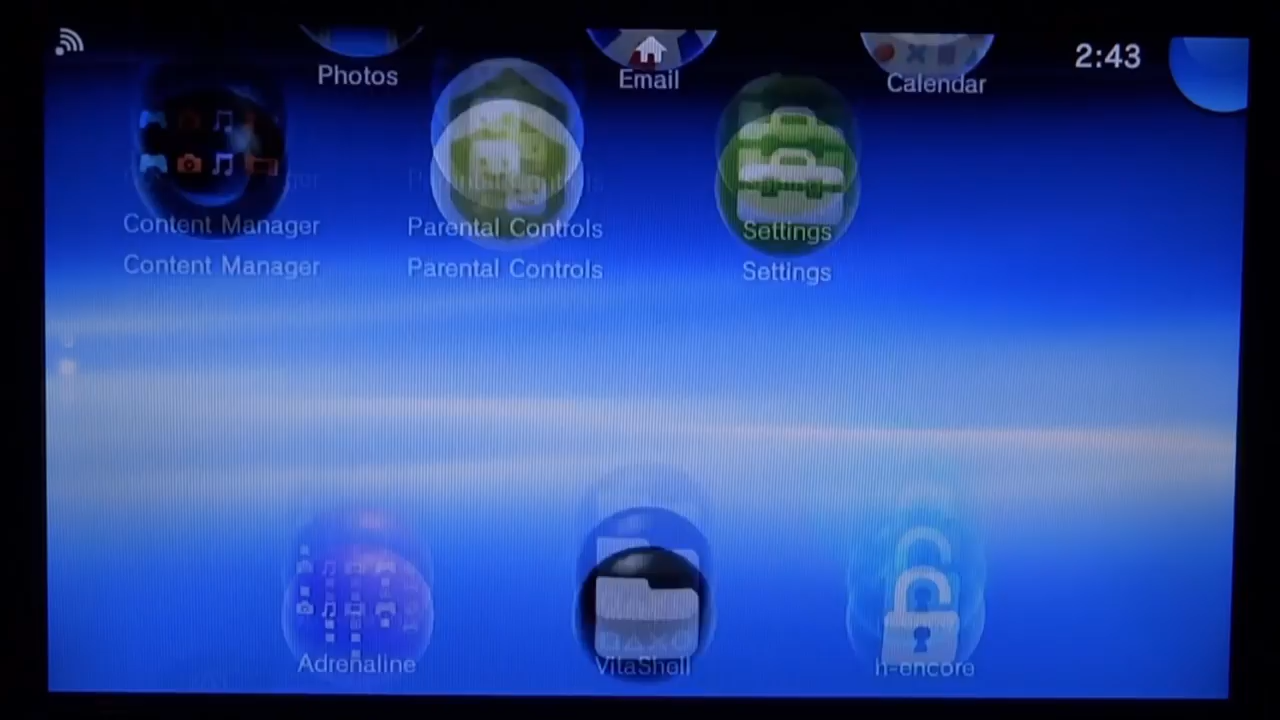 2:43
Photos
Email
Calendar
Content Manager
Parental Controls
Settings
Content Manager
Parental Controls
Settings
Adrenaline
VitaShell
h-encore